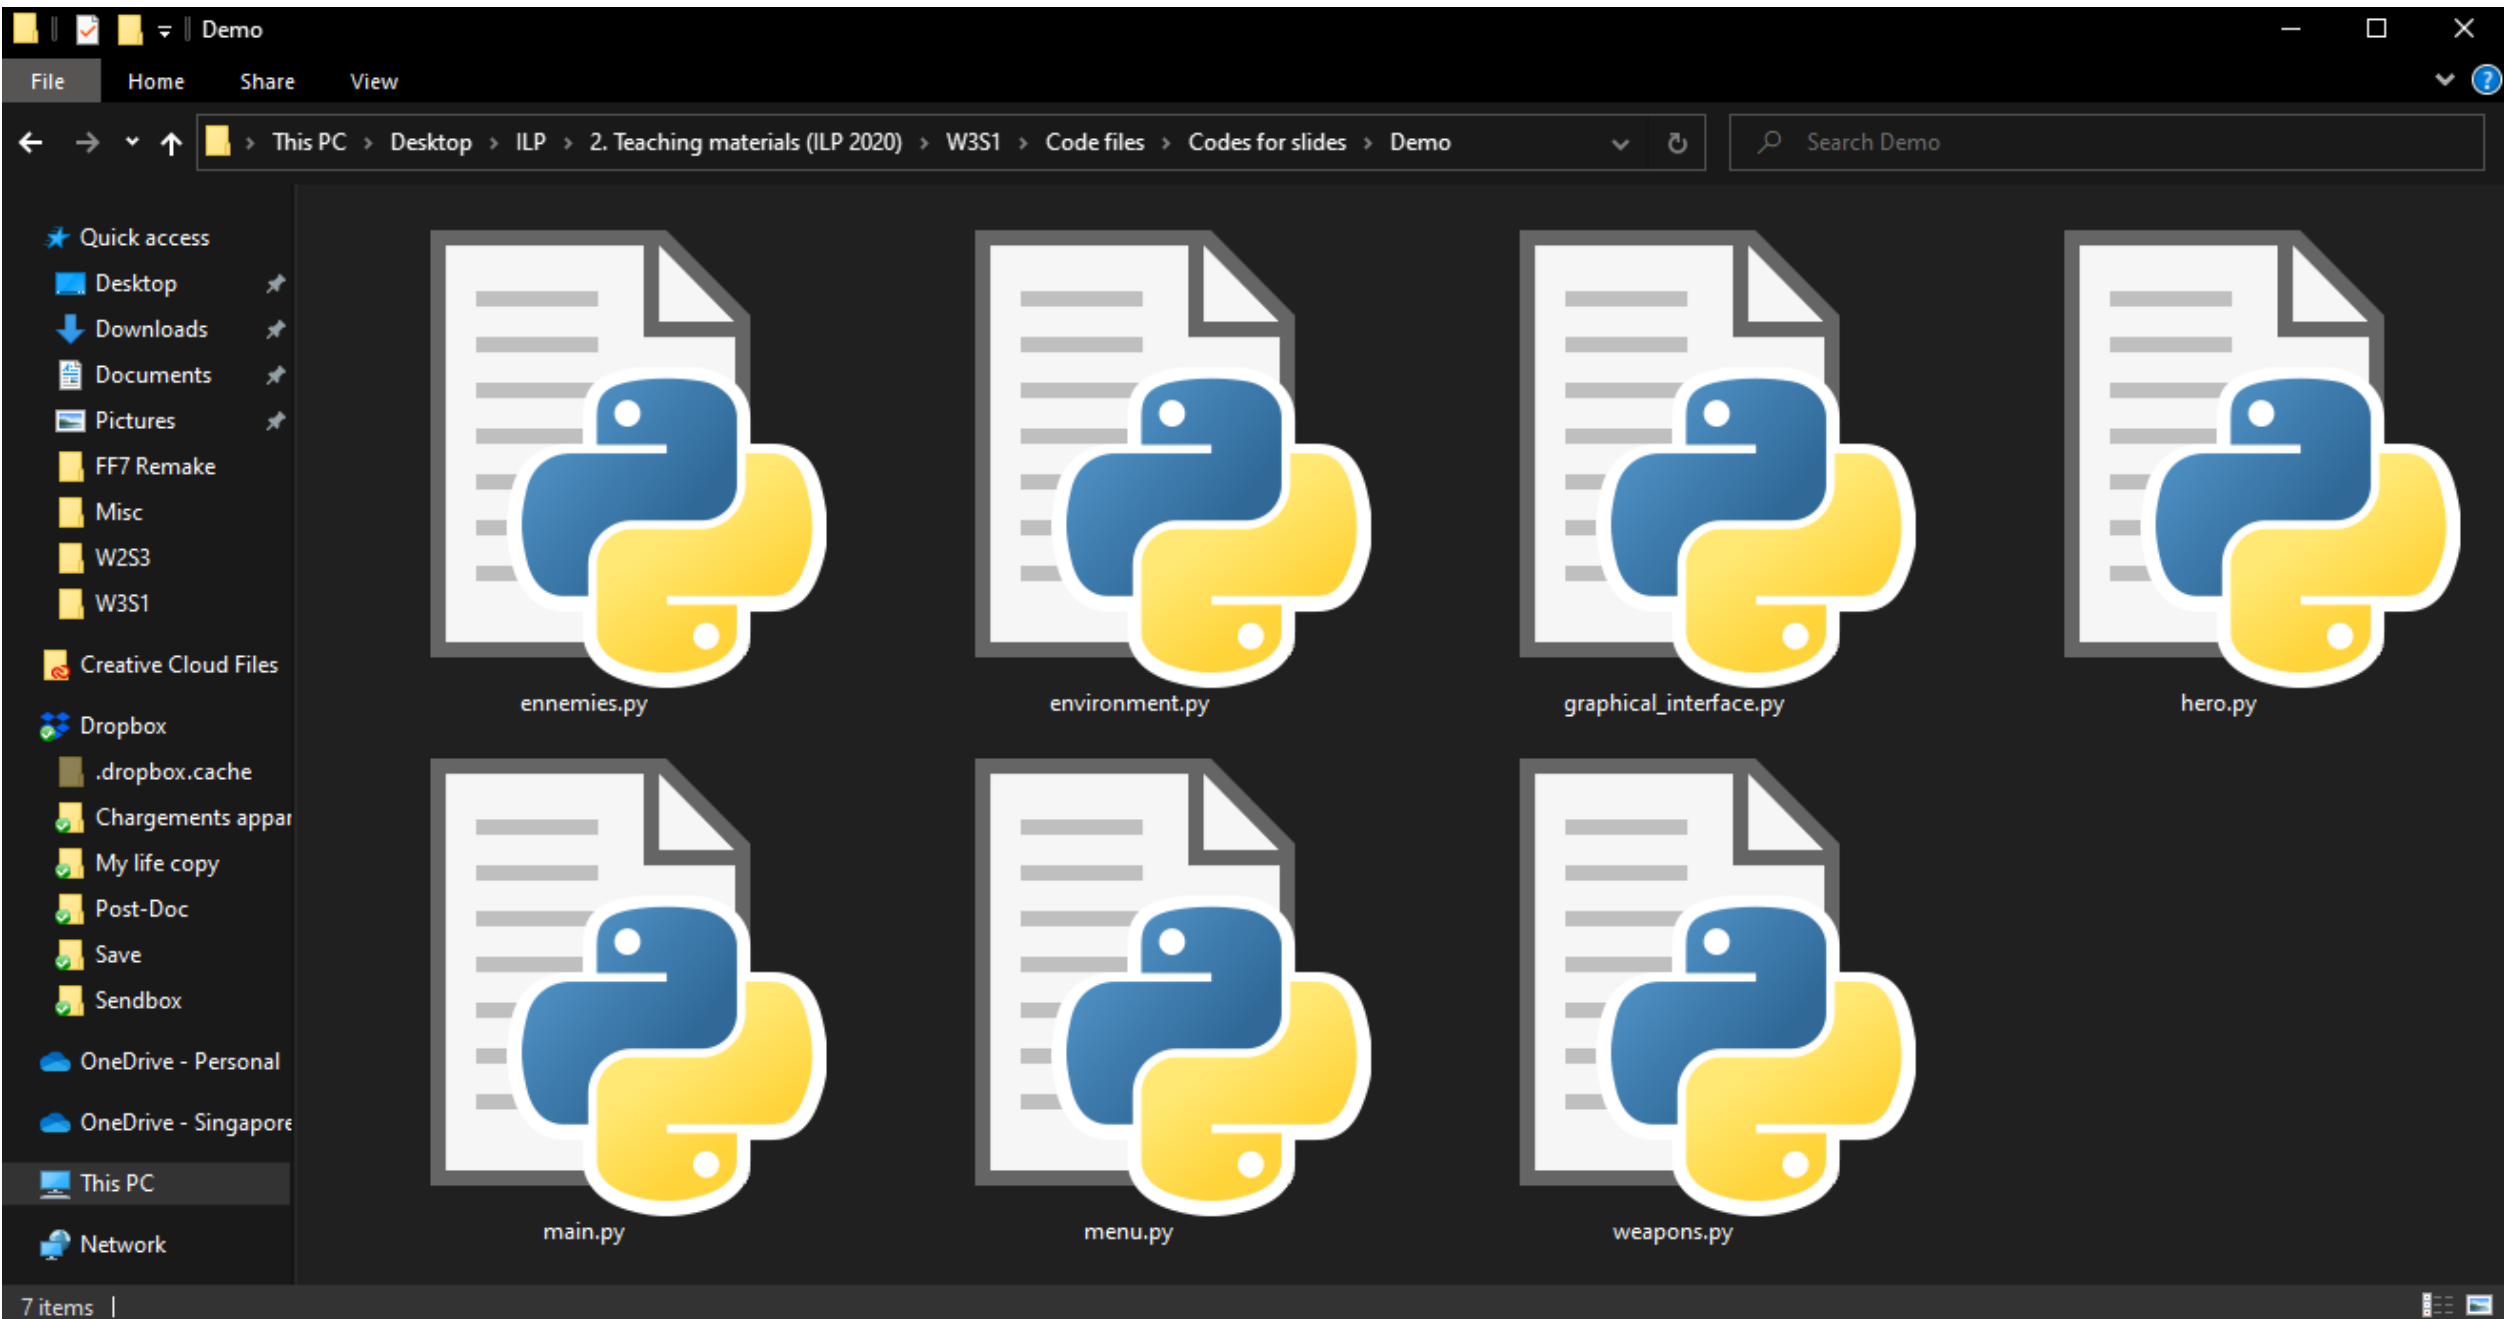 Demo
File Home Share View
This PC > Desktop > ILP > 2. Teaching materials (ILP 2020) > W3S1 > Code files > Codes for slides > Demo
Search Demo
Quick access
Desktop
Downloads
Documents
Pictures
FF7 Remake
Misc
W2S3
W3S1
Creative Cloud Files
Dropbox
.dropbox.cache
Chargements appar
My life copy
Post-Doc
Save
Sendbox
OneDrive - Personal
OneDrive - Singapore
This PC
Network
ennemies.py environment.py graphical_interface.py hero.py
main.py menu.py weapons.py
7 items